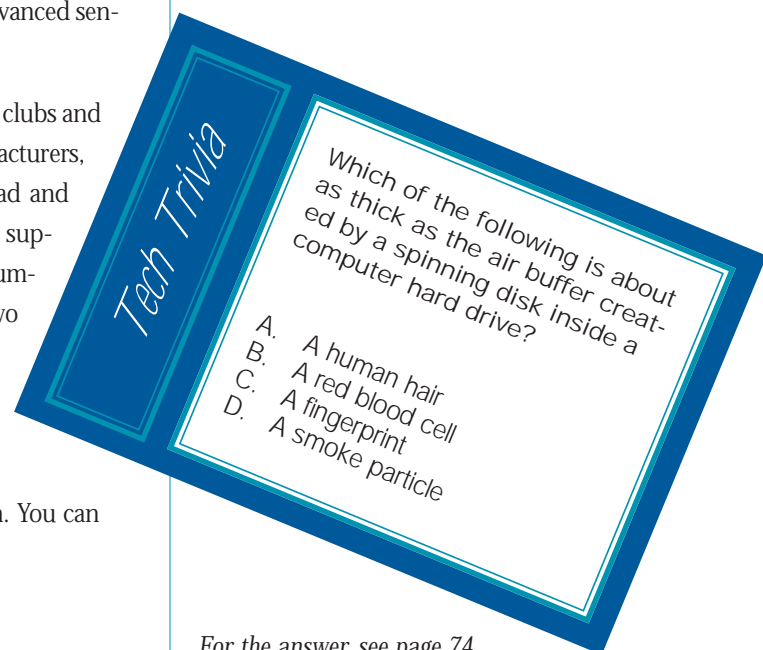 vanced sen-
clubs and
acturers,
ad and
sup-
um-
wo
n. You can
Tech Trivia
Which of the following is about
as thick as the air buffer creat-
ed by a spinning disk inside a
computer hard drive?
A. A human hair
B. A red blood cell
C. A fingerprint
D. A smoke particle
For the answer, see page 74